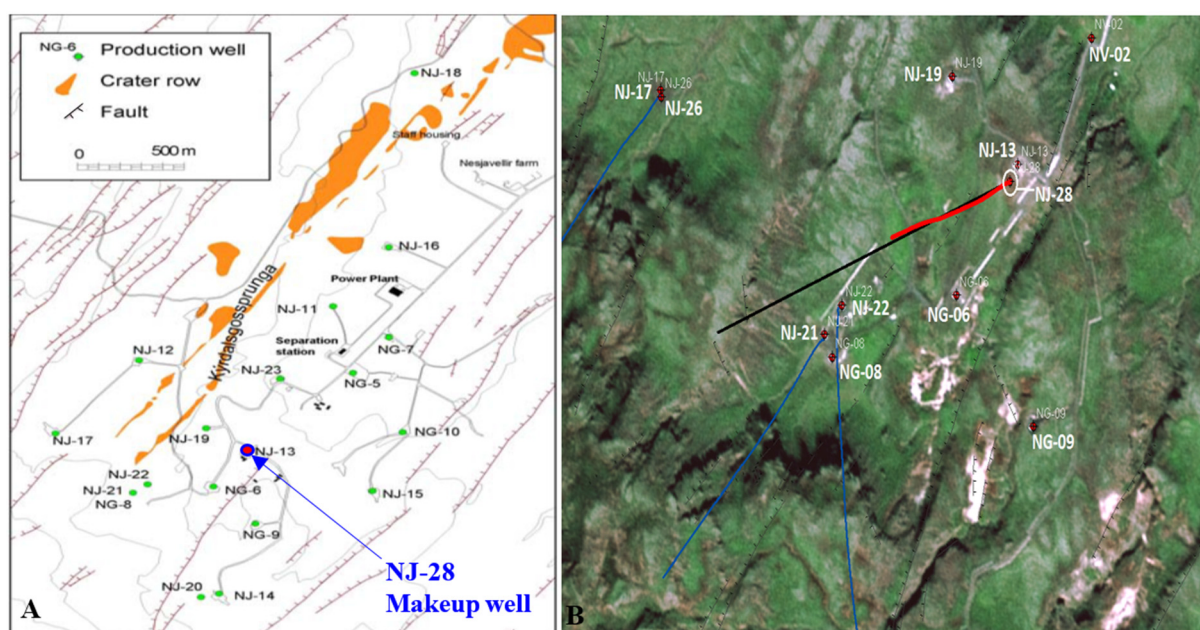 NG-6 Production well
Crater row
Fault
0 500 m
NJ-18
Staff housing
Nesjavellir farm
NJ-16
Kýrdalsgossprunga
Power Plant
NJ-11
Separation
station
NG-7
NJ-12
NJ-23
NG-5
NJ-17
NJ-19
NG-10
NJ-13
NJ-22
NJ-21
NG-8
NG-6
NJ-15
NG-9
NJ-20
NJ-14
NJ-28
Makeup well
A
NV-02
NV-02
NJ-19
NJ-19
NJ-17
NJ-26
NJ-17
NJ-26
NJ-13
NJ-13
NJ-28
NJ-22
NJ-22
NG-06
NG-06
NJ-21
NG-08
NG-08
NG-09
NG-09
B